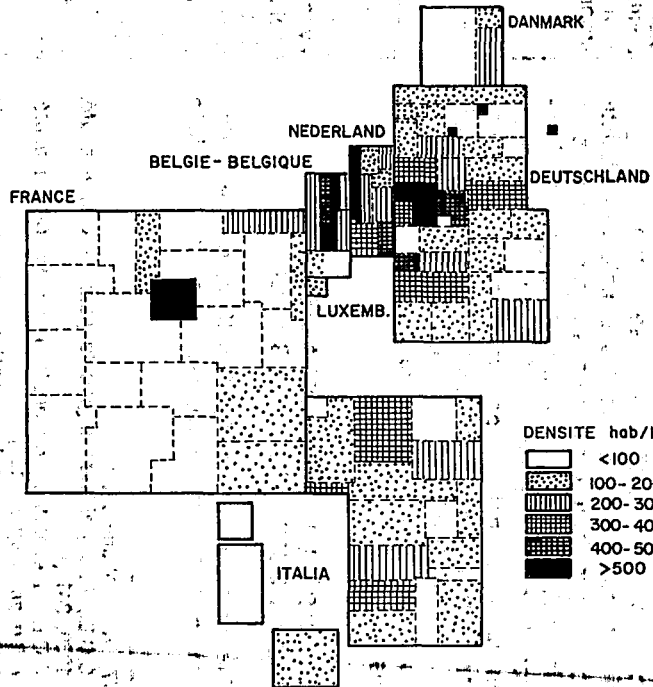 DANMARK
NEDERLAND
BELGIE-BELGIQUE
DEUTSCHLAND
FRANCE
LUXEMB.
DENSITE hab/
<100
100-20
200-30
300-40
400-50
>500
ITALIA